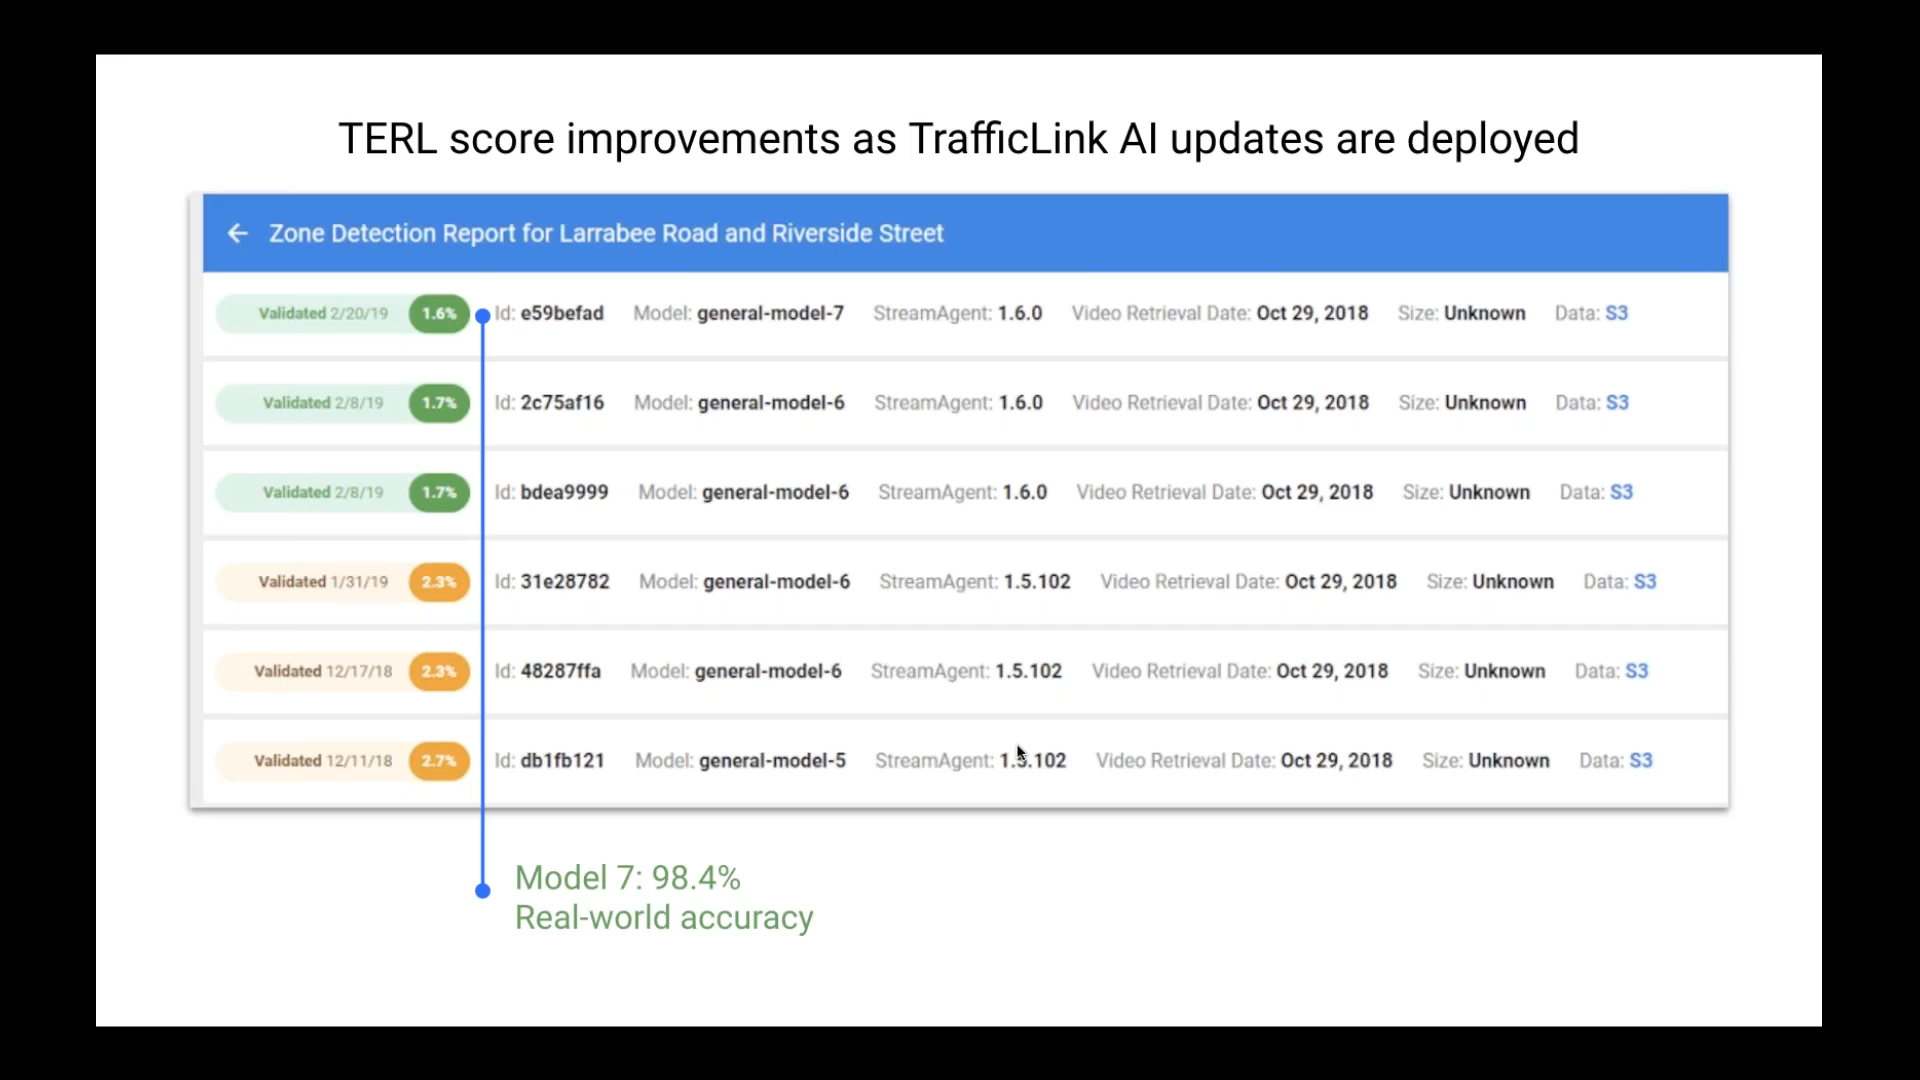 TERL score improvements as TrafficLink AI updates are deployed
Zone Detection Report for Larrabee Road and Riverside Street
Validated 2/20/19 1.6% Id: e59befad Model: general-model-7 StreamAgent: 1.6.0 Video Retrieval Date: Oct 29, 2018 Size: Unknown Data: S3
Validated 2/8/19 1.7% Id: 2c75af16 Model: general-model-6 StreamAgent: 1.6.0 Video Retrieval Date: Oct 29, 2018 Size: Unknown Data: S3
Validated 2/8/19 1.7% Id: bdea9999 Model: general-model-6 StreamAgent: 1.6.0 Video Retrieval Date: Oct 29, 2018 Size: Unknown Data: S3
Validated 1/31/19 2.3% Id: 31e28782 Model: general-model-6 StreamAgent: 1.5.102 Video Retrieval Date: Oct 29, 2018 Size: Unknown Data: S3
Validated 12/17/18 2.3% Id: 48287ffa Model: general-model-6 StreamAgent: 1.5.102 Video Retrieval Date: Oct 29, 2018 Size: Unknown Data: S3
Validated 12/11/18 2.7% Id: db1fb121 Model: general-model-5 StreamAgent: 1.5.102 Video Retrieval Date: Oct 29, 2018 Size: Unknown Data: S3
Model 7: 98.4%
Real-world accuracy